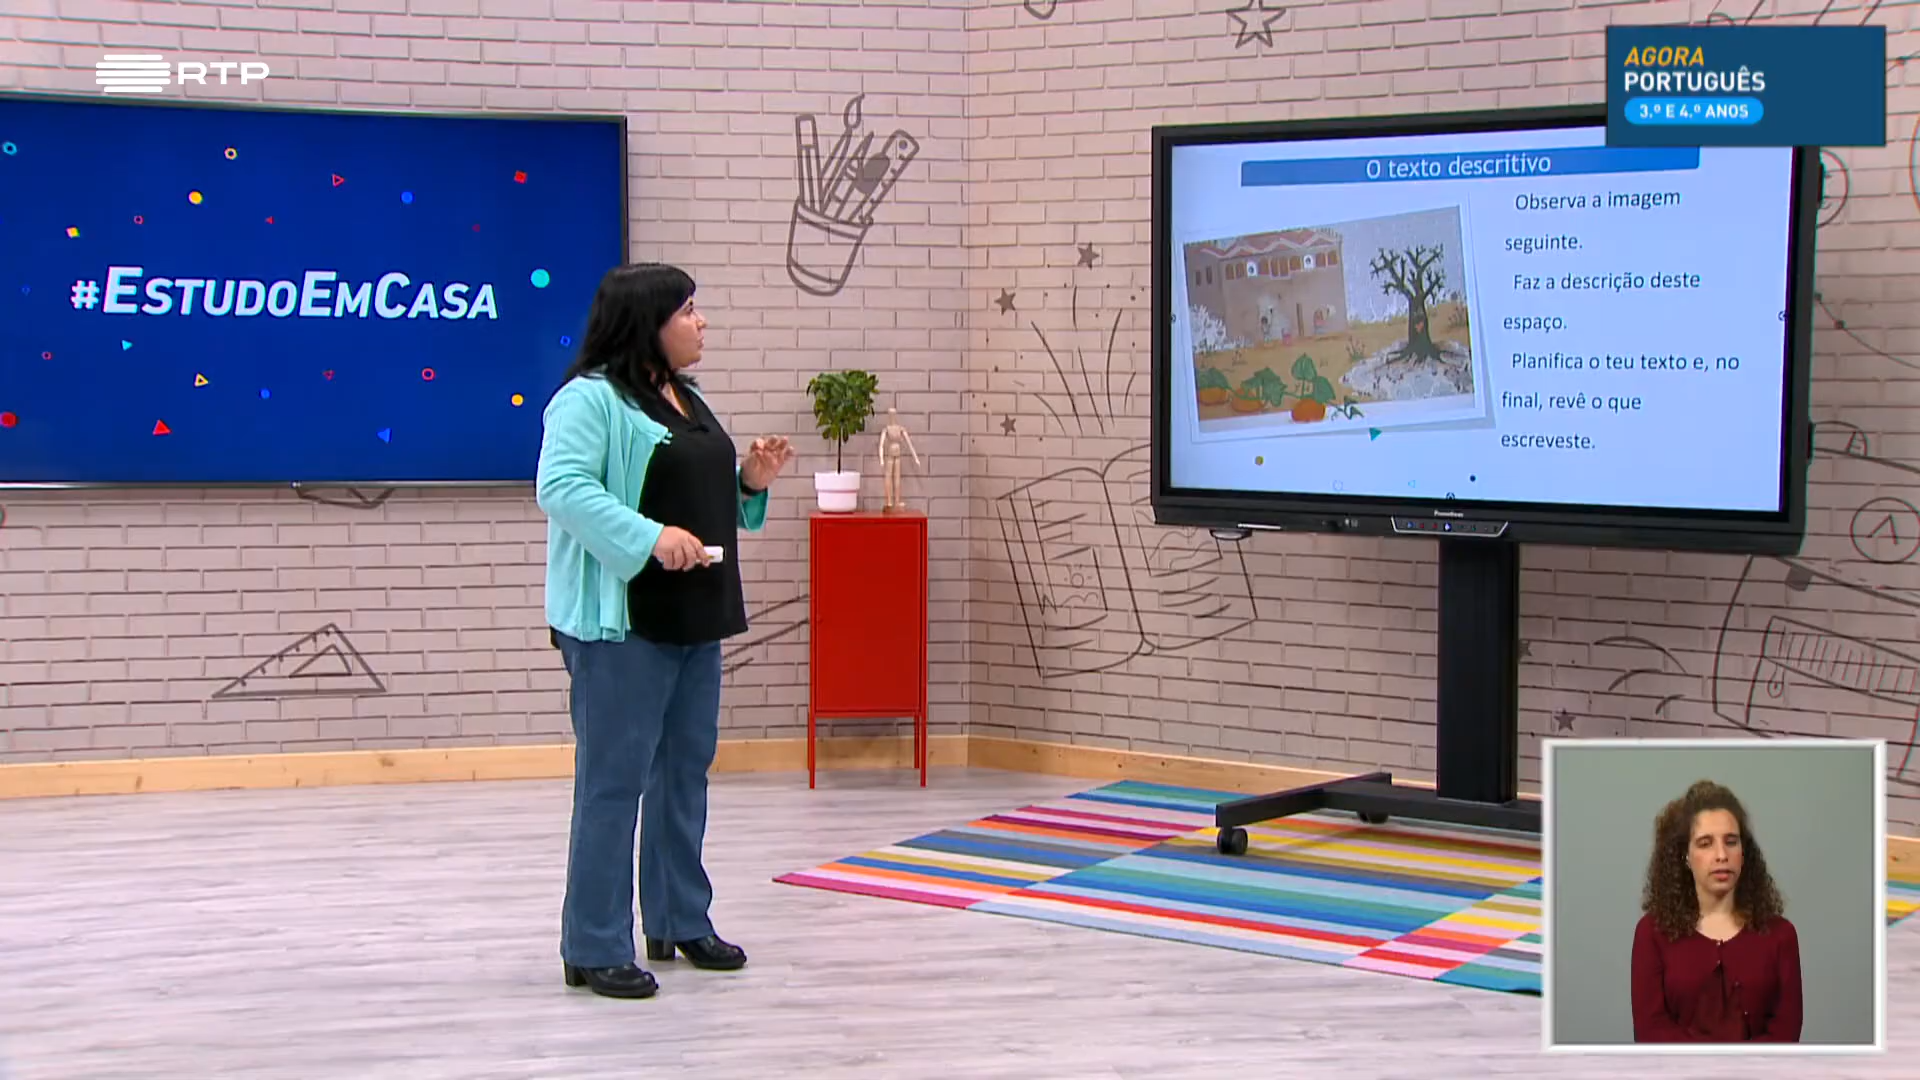 RTP
#EstudoEmCasa
AGORA
PORTUGUÊS
3.º E 4.º ANOS
O texto descritivo
Observa a imagem
seguinte.
Faz a descrição deste
espaço.
Planifica o teu texto e, no
final, revê o que
escreveste.